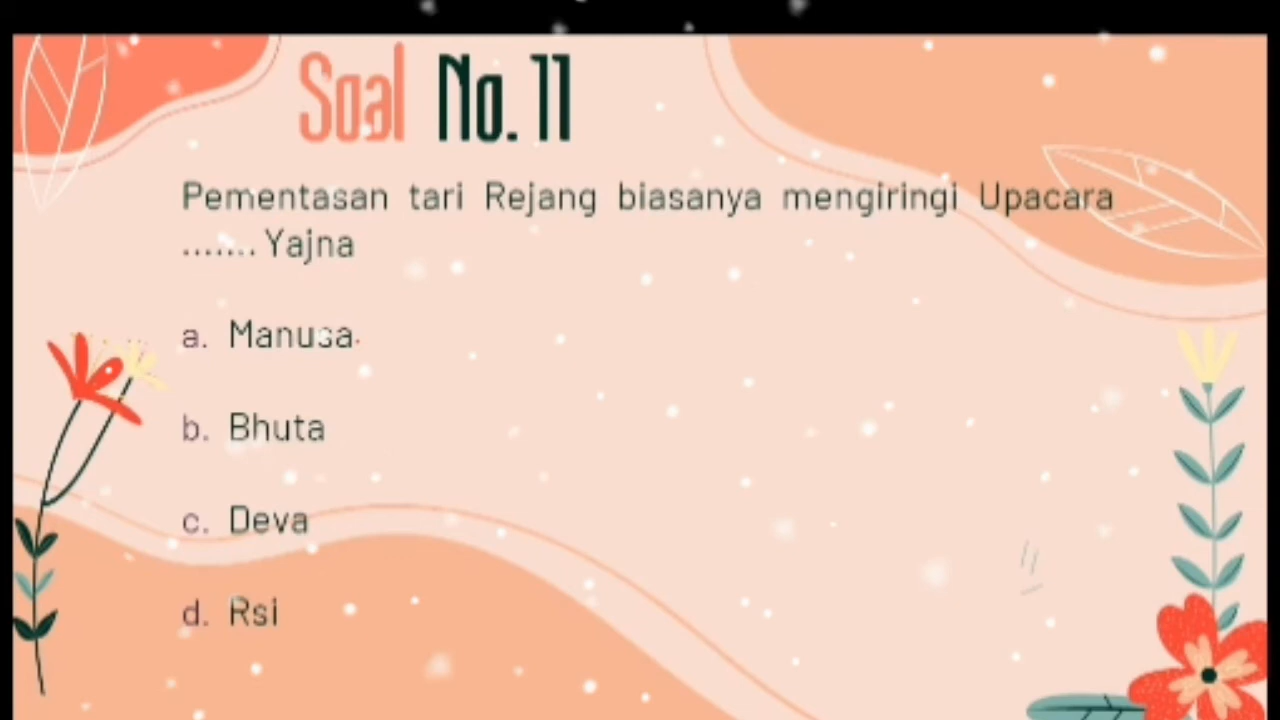 Soal No. 11
Pementasan tari Rejang biasanya mengiringi Upacara
....... Yajna
a. Manusa
b. Bhuta
c. Deva
d. Rsi